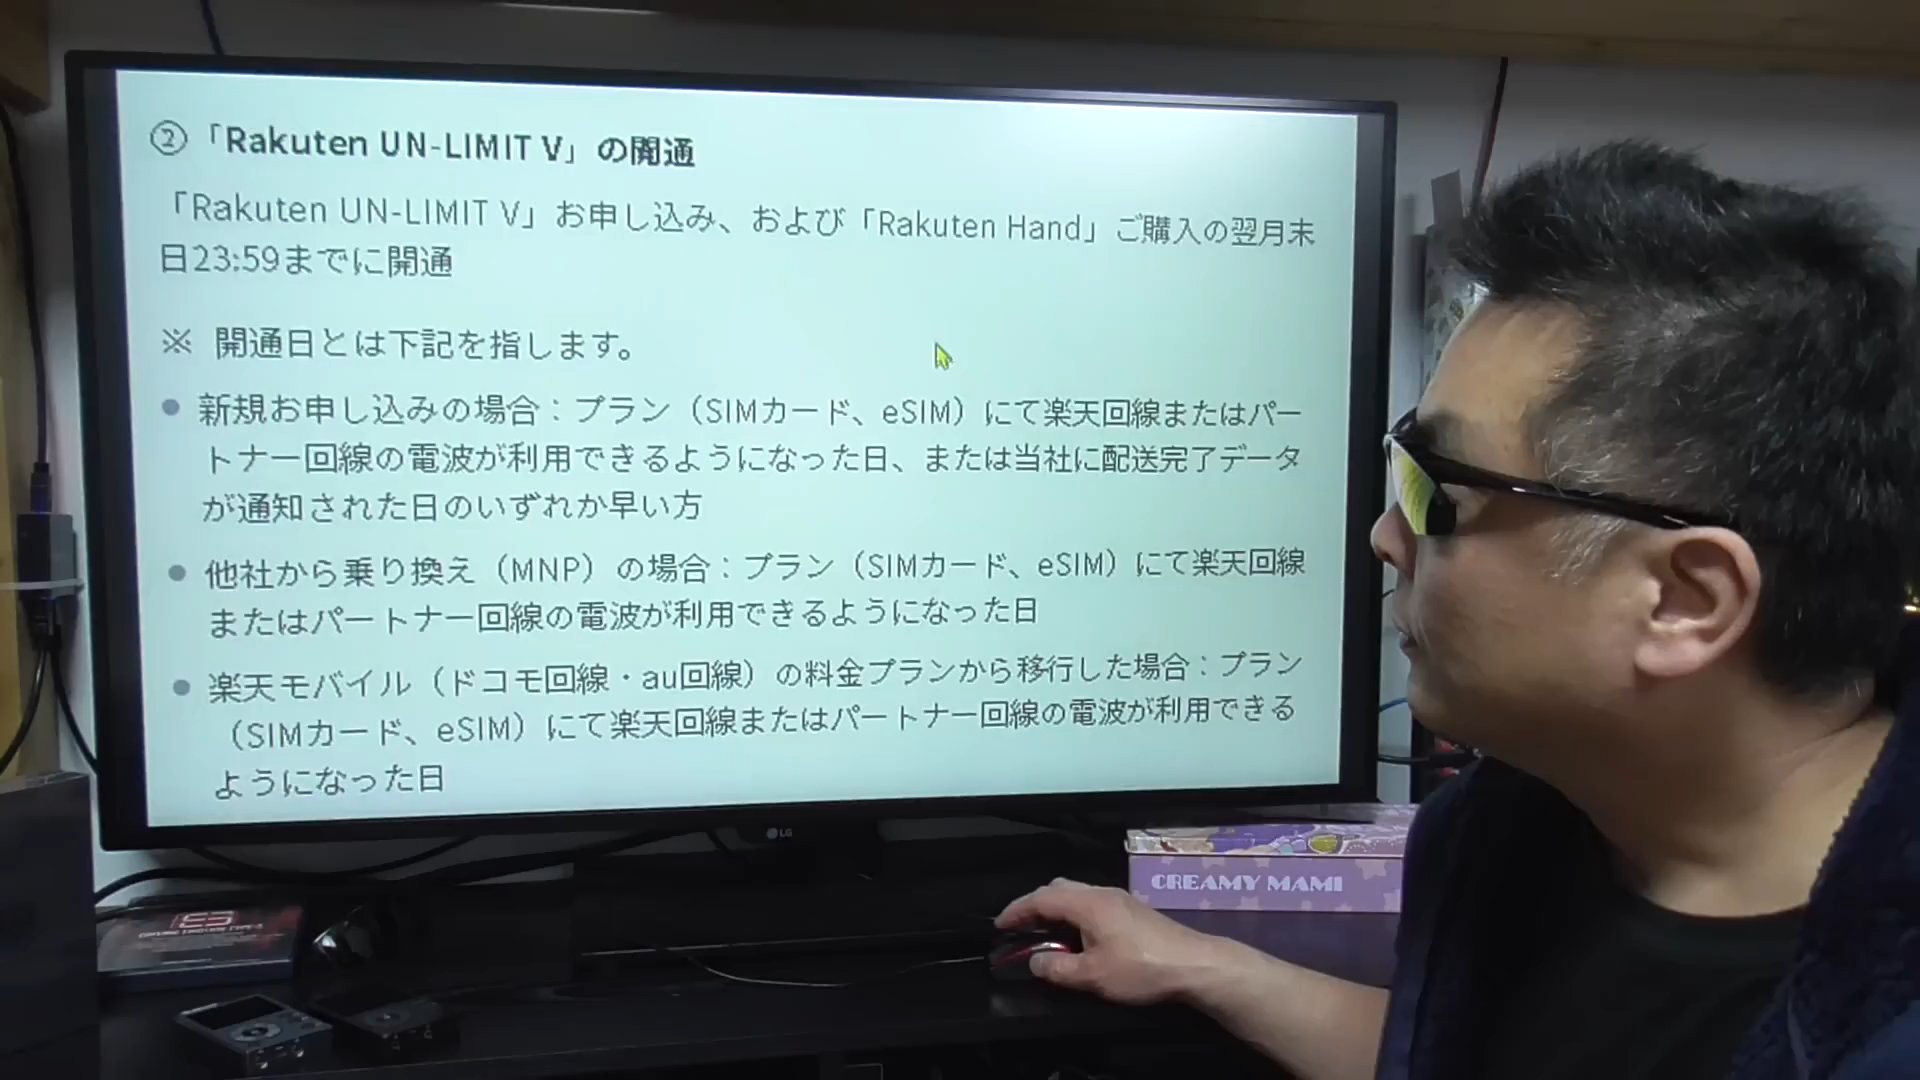 ②「Rakuten UN-LIMIT V」の開通
「Rakuten UN-LIMIT V」お申し込み、および「Rakuten Hand」ご購入の翌月末
日23:59までに開通
※ 開通日とは下記を指します。
● 新規お申し込みの場合：プラン（SIMカード、eSIM）にて楽天回線またはパー
トナー回線の電波が利用できるようになった日、または当社に配送完了データ
が通知された日のいずれか早い方
● 他社から乗り換え（MNP）の場合：プラン（SIMカード、eSIM）にて楽天回線
またはパートナー回線の電波が利用できるようになった日
● 楽天モバイル（ドコモ回線・au回線）の料金プランから移行した場合：プラン
（SIMカード、eSIM）にて楽天回線またはパートナー回線の電波が利用できる
ようになった日
LG
CREAMY MAMI